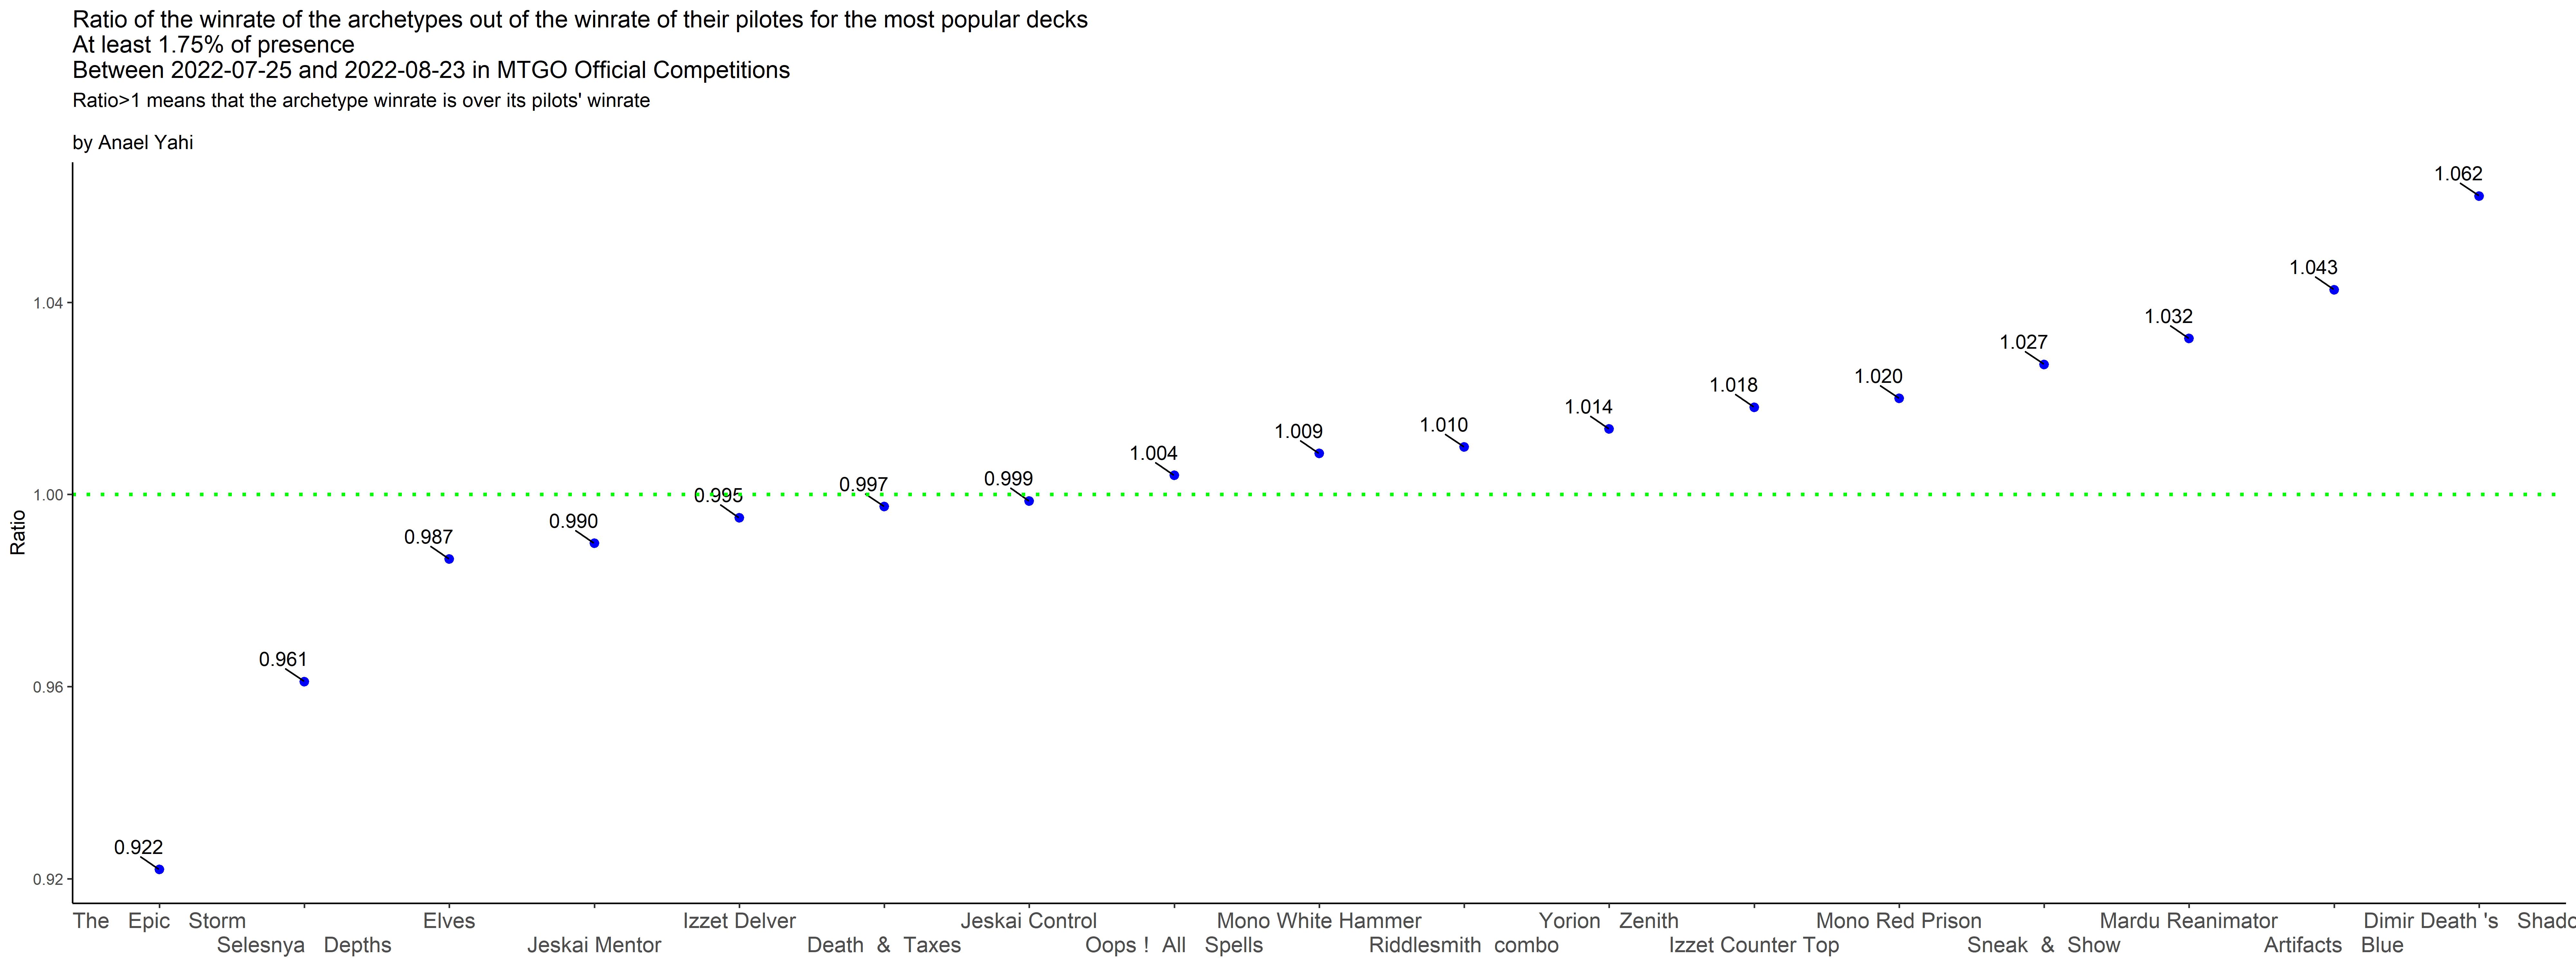 Ratio of the winrate of the archetypes out of the winrate of their pilotes for the most popular decks
At least 1.75% of presence
Between 2022-07-25 and 2022-08-23 in MTGO Official Competitions
Ratio>1 means that the archetype winrate is over its pilots' winrate
by Anael Yahi
1.062
1.043
1.04
1.032
1.027
1.020
1.018
1.014
1.010
1.009
1.004
0.999
0.997
0.995
1.00
0.990
0.987
Ratio
0.961
0.96
0.922
0.92
The Epic Storm
Elves
Izzet Delver
Jeskai Control
Mono White Hammer
Yorion Zenith
Mono Red Prison
Mardu Reanimator
Dimir Death 's Shado
Selesnya Depths
Jeskai Mentor
Death & Taxes
Oops ! All Spells
Riddlesmith combo
Izzet Counter Top
Sneak & Show
Artifacts Blue